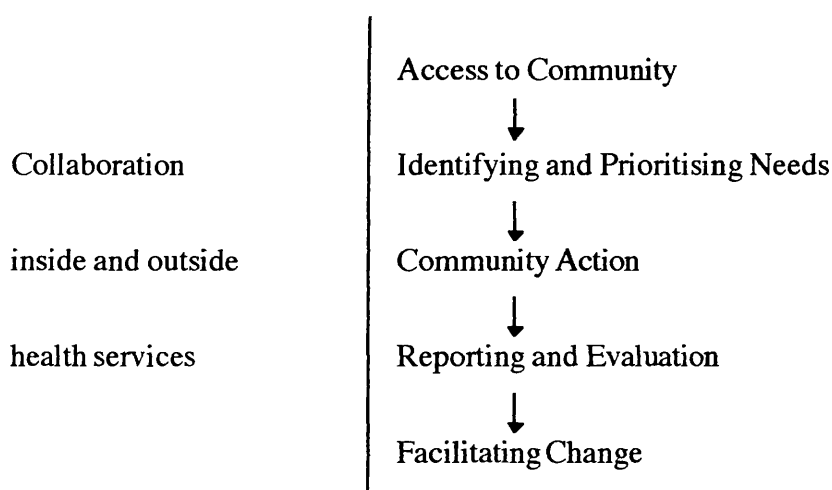 Access to Community
Collaboration
Identifying and Prioritising Needs
inside and outside
Community Action
health services
Reporting and Evaluation
Facilitating Change